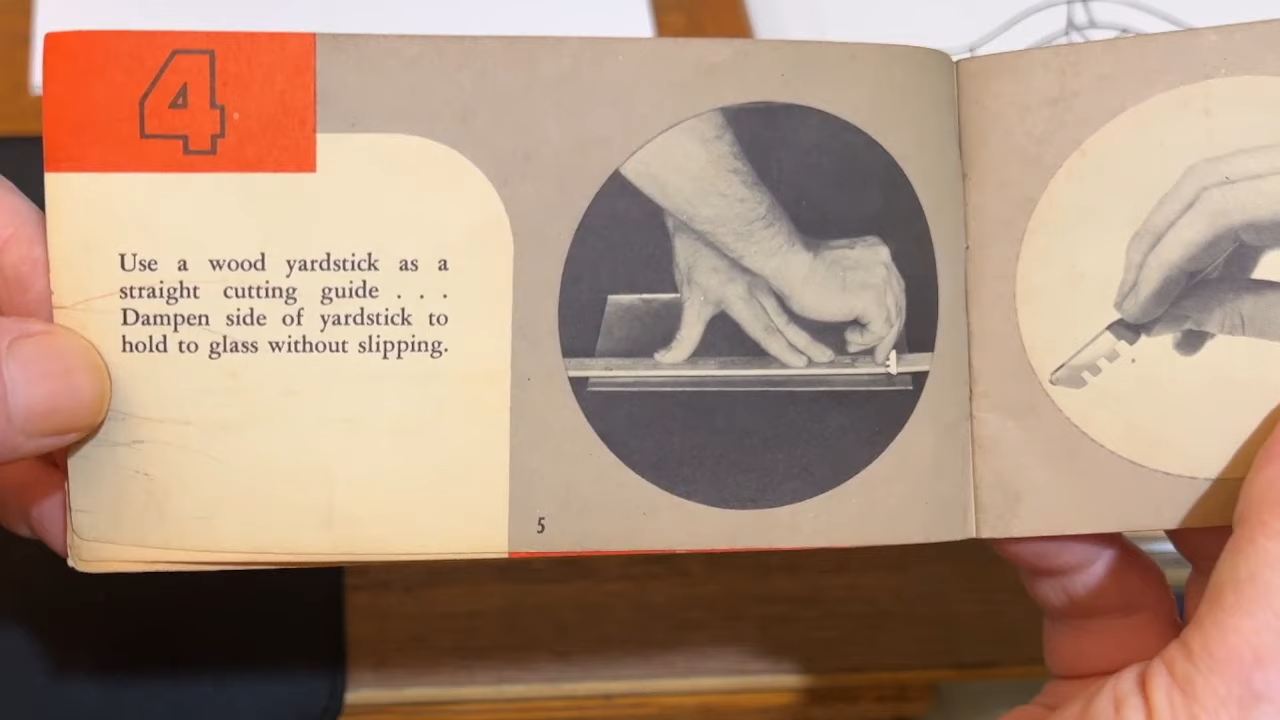 4
Use a wood yardstick as a
straight cutting guide . . .
Dampen side of yardstick to
hold to glass without slipping.
5